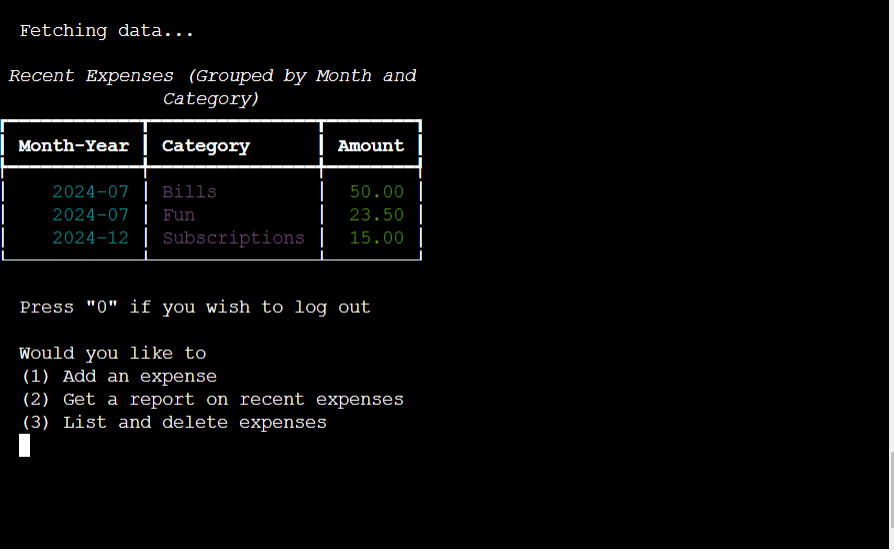 Fetching data...
Recent Expenses (Grouped by Month and
Category)
Month-Year Category Amount
2024-07 Bills 50.00
2024-07 Fun 23.50
2024-12 Subscriptions 15.00
Press "0" if you wish to log out
Would you like to
(1) Add an expense
(2) Get a report on recent expenses
(3) List and delete expenses